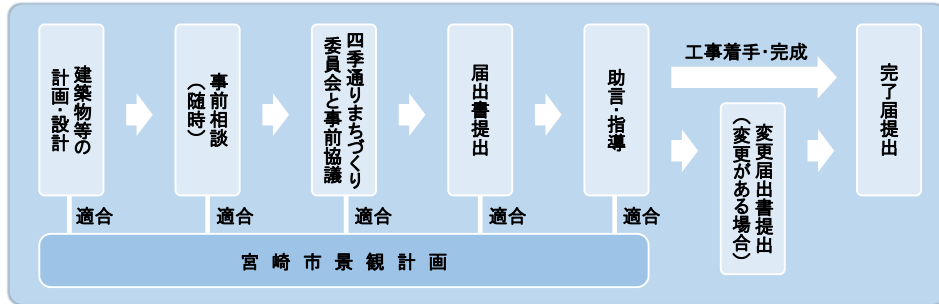 建築物等の
計画・設計
事前相談
（随時）
四季通りまちづくり
委員会と事前協議
届出書提出
助言・指導
工事着手・完成
変更届出書提出
（変更がある場合）
完了届提出
適合
適合
適合
適合
適合
宮崎市景観計画